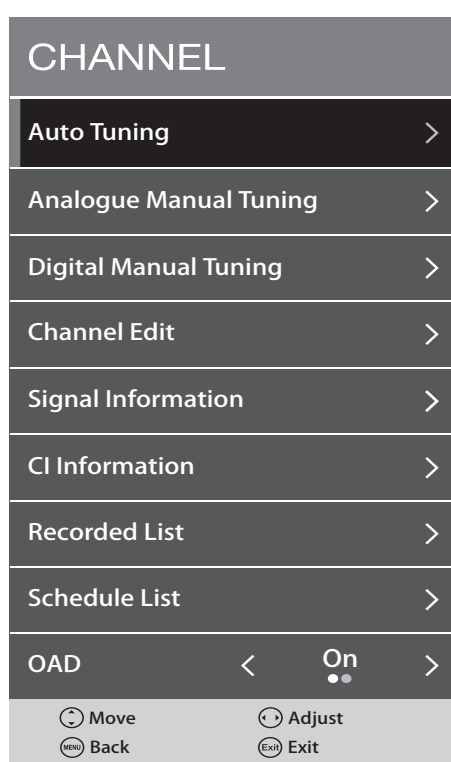 CHANNEL
Auto Tuning >
Analogue Manual Tuning >
Digital Manual Tuning >
Channel Edit >
Signal Information >
CI Information >
Recorded List >
Schedule List >
OAD < On >
Move Adjust
MENU Back Exit Exit